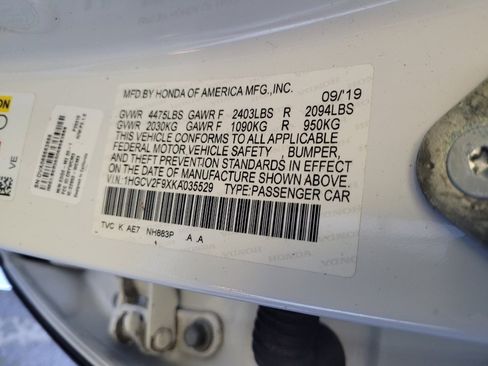 MFD.BY HONDA OF AMERICA MFG.,INC.
09/'19
GVWR 4475LBS GAWR F 2403LBS R 2094LBS
GVWR 2030KG GAWR F 1090KG R 950KG
THIS VEHICLE CONFORMS TO ALL APPLICABLE
FEDERAL MOTOR VEHICLE SAFETY , BUMPER,
AND THEFT PREVENTION STANDARDS IN EFFECT
ON THE DATE OF MANUFACTURE SHOWN ABOVE.
V.I.N.:1HGCV2F9XKA035529 TYPE:PASSENGER CAR
TVC K AE7 NH883P .A .A
VE